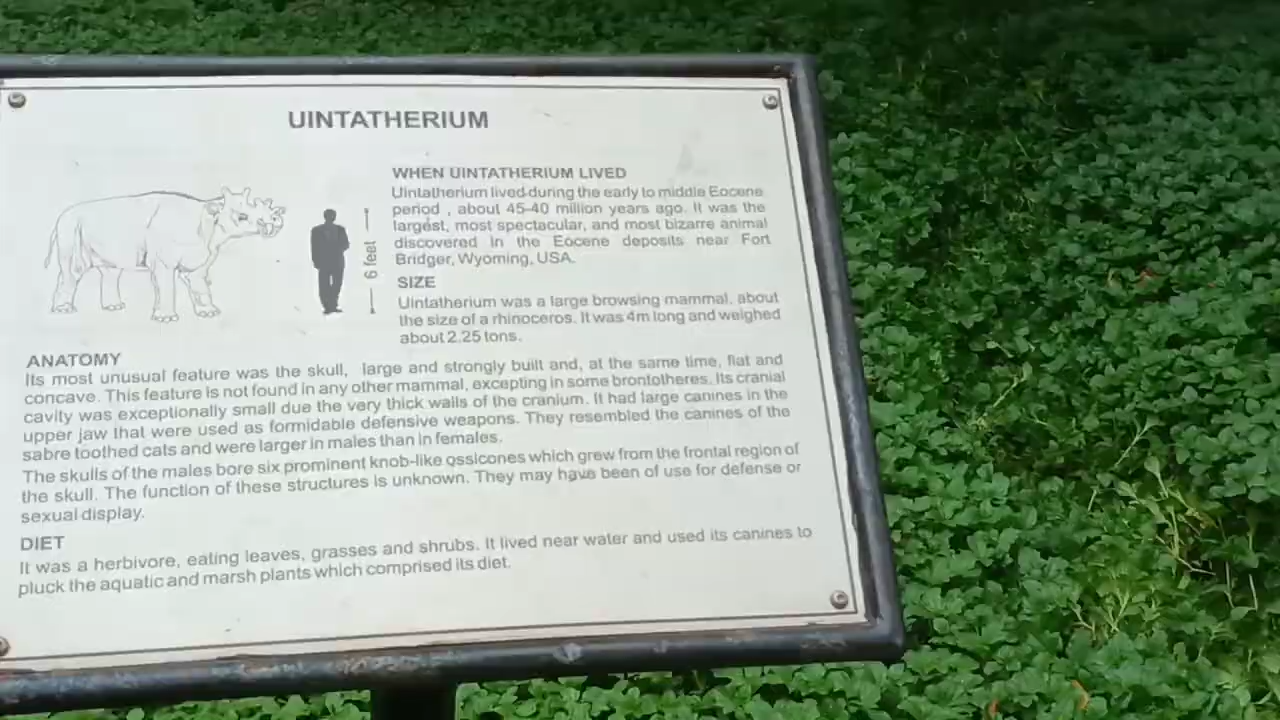 UINTATHERIUM
WHEN UINTATHERIUM LIVED
Uintatherium lived during the early to middle Eocene
period , about 45-40 million years ago. It was the
largest, most spectacular, and most bizarre animal
discovered in the Eocene deposits near Fort
Bridger, Wyoming, USA.
6 feet
SIZE
Uintatherium was a large browsing mammal, about
the size of a rhinoceros. It was 4m long and weighed
about 2.25 tons.
ANATOMY
Its most unusual feature was the skull, large and strongly built and, at the same time, flat and
concave. This feature is not found in any other mammal, excepting in some brontotheres. Its cranial
cavity was exceptionally small due the very thick walls of the cranium. It had large canines in the
upper jaw that were used as formidable defensive weapons. They resembled the canines of the
sabre toothed cats and were larger in males than in females.
The skulls of the males bore six prominent knob-like ossicones which grew from the frontal region of
the skull. The function of these structures is unknown. They may have been of use for defense or
sexual display.
DIET
It was a herbivore, eating leaves, grasses and shrubs. It lived near water and used its canines to
pluck the aquatic and marsh plants which comprised its diet.